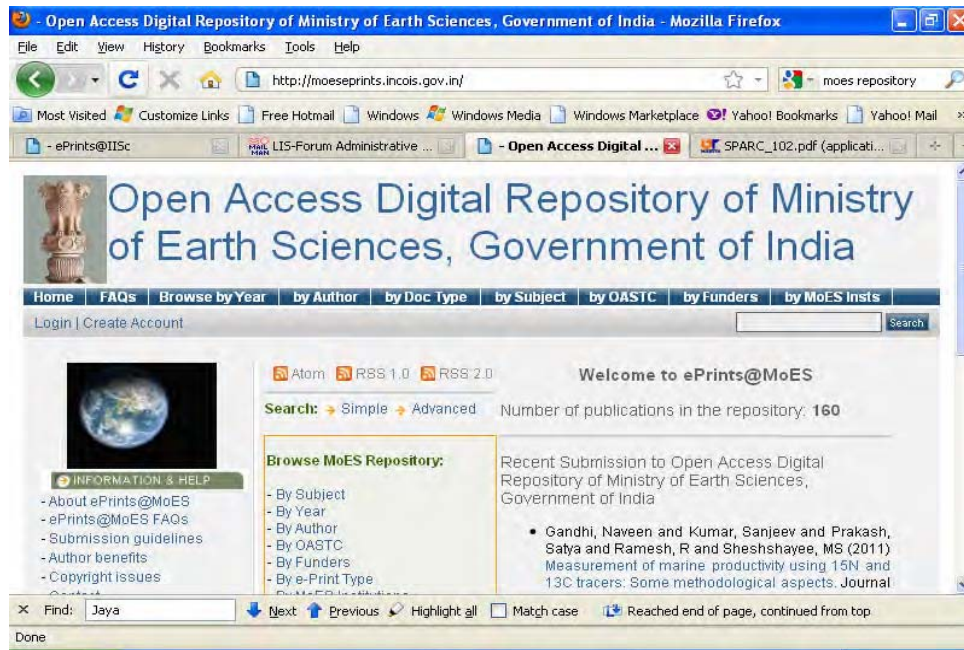 - Open Access Digital Repository of Ministry of Earth Sciences, Government of India - Mozilla Firefox
File Edit View History Bookmarks Tools Help
http://moeseprints.incois.gov.in/
moes repository
Most Visited Customize Links Free Hotmail Windows Windows Media Windows Marketplace Yahoo! Bookmarks Yahoo! Mail »
- ePrints@IISc LIS-Forum Administrative ... - Open Access Digital ... SPARC_102.pdf (applicati...
Open Access Digital Repository of Ministry
of Earth Sciences, Government of India
Home FAQs Browse by Year by Author by Doc Type by Subject by OASTC by Funders by MoES Insts
Login | Create Account
Search
INFORMATION & HELP
- About ePrints@MoES
- ePrints@MoES FAQs
- Submission guidelines
- Author benefits
- Copyright issues
- Contact
Atom RSS 1.0 RSS 2.0
Search: Simple Advanced
Browse MoES Repository:
- By Subject
- By Year
- By Author
- By OASTC
- By Funders
- By e-Print Type
- By MoES Institutions
Welcome to ePrints@MoES
Number of publications in the repository: 160
Recent Submission to Open Access Digital
Repository of Ministry of Earth Sciences,
Government of India
• Gandhi, Naveen and Kumar, Sanjeev and Prakash,
Satya and Ramesh, R and Sheshshayee, MS (2011)
Measurement of marine productivity using 15N and
13C tracers: Some methodological aspects. Journal
Find: Jaya Next Previous Highlight all Match case Reached end of page, continued from top
Done